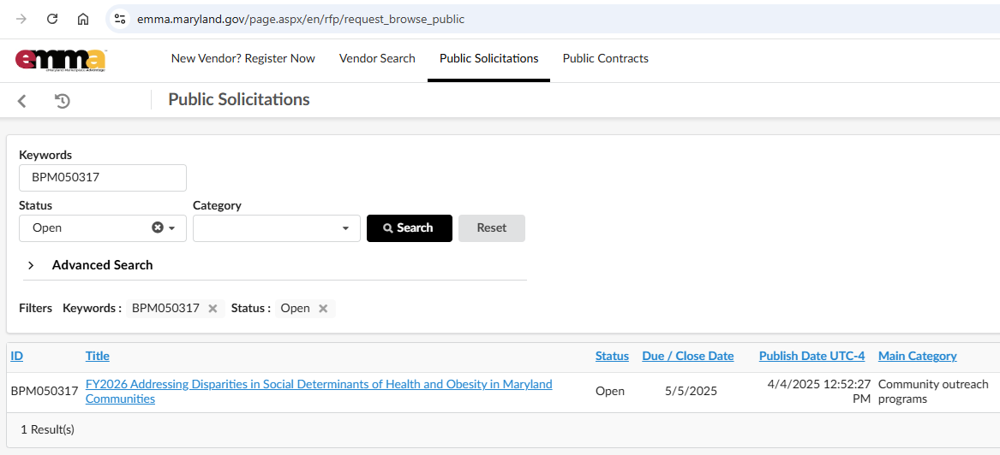 emma.maryland.gov/page.aspx/en/rfp/request_browse_public
emma
eMaryland Marketplace Advantage
New Vendor? Register Now Vendor Search Public Solicitations Public Contracts
Public Solicitations
Keywords
BPM050317
Status Category
Open Search Reset
Advanced Search
Filters Keywords : BPM050317 Status : Open
ID Title Status Due / Close Date Publish Date UTC-4 Main Category
BPM050317 FY2026 Addressing Disparities in Social Determinants of Health and Obesity in Maryland Communities Open 5/5/2025 4/4/2025 12:52:27 PM Community outreach programs
1 Result(s)